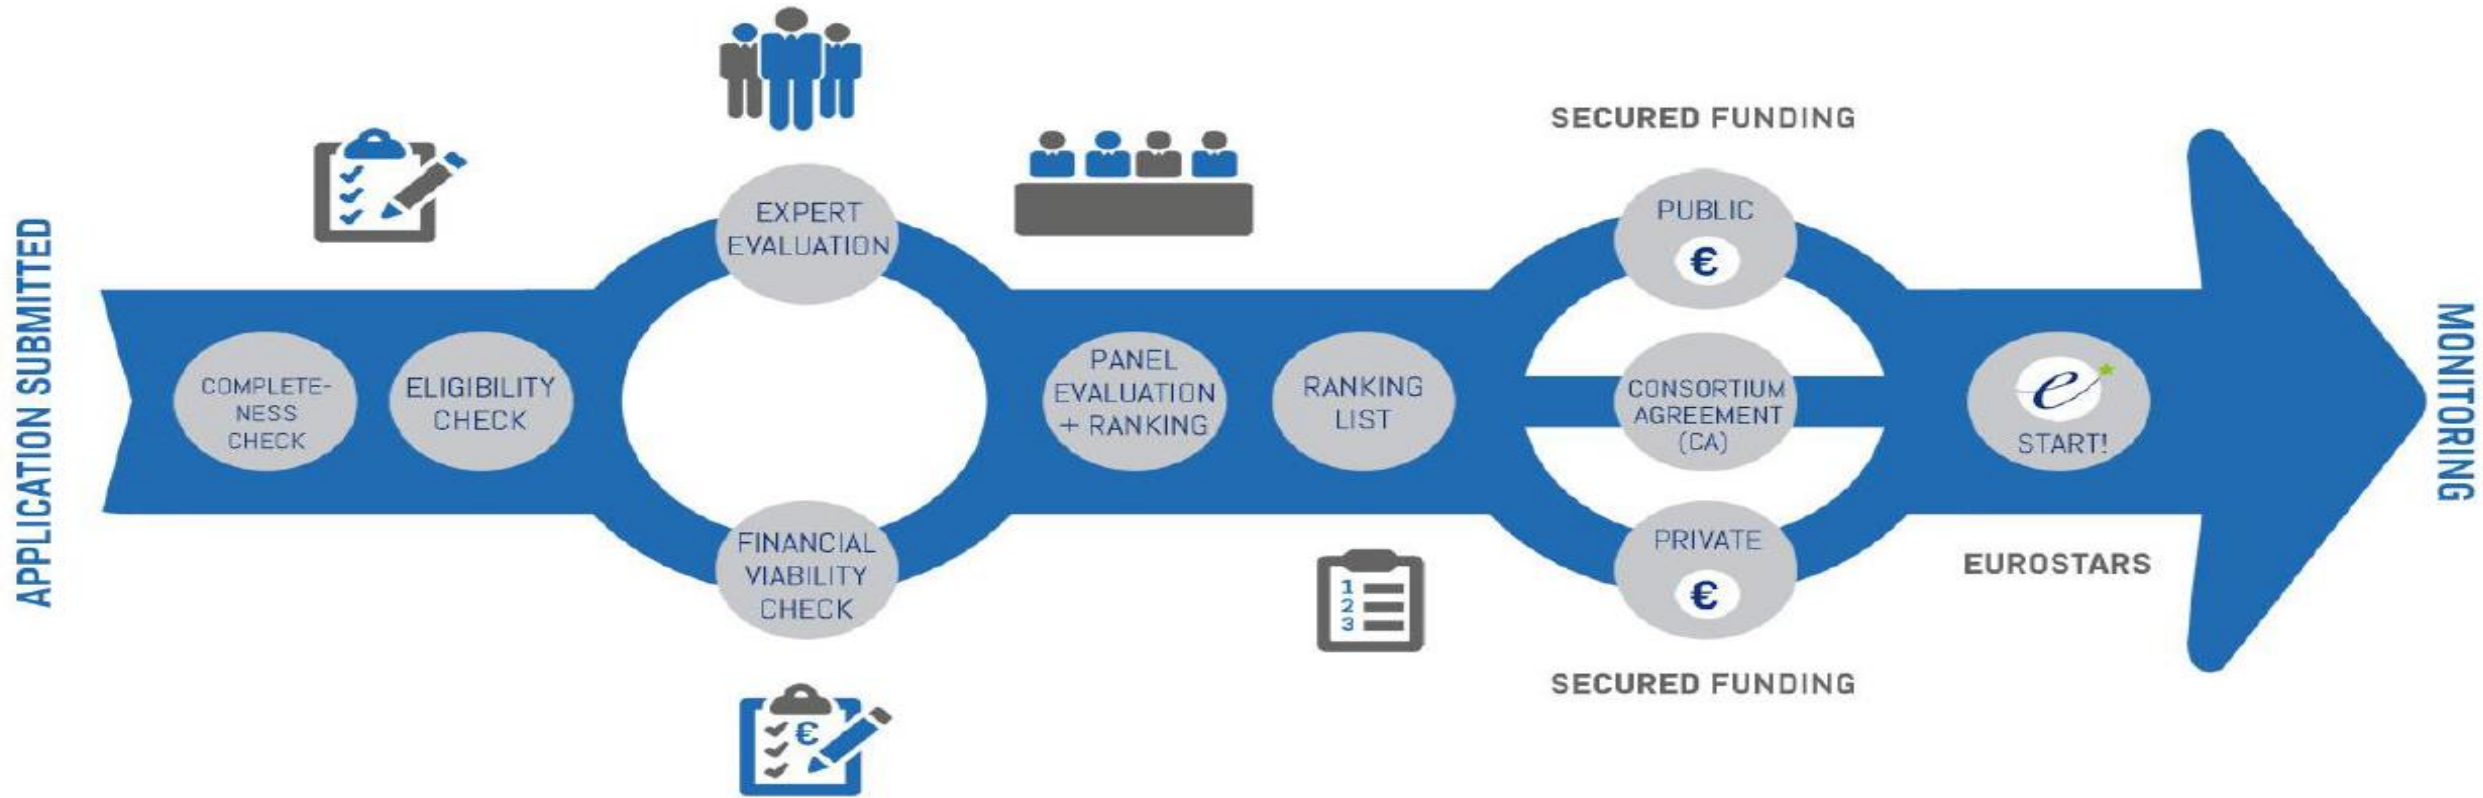 APPLICATION SUBMITTED
COMPLETE-
NESS
CHECK
ELIGIBILITY
CHECK
EXPERT
EVALUATION
FINANCIAL
VIABILITY
CHECK
€
PANEL
EVALUATION
+ RANKING
RANKING
LIST
1
2
3
SECURED FUNDING
PUBLIC
€
CONSORTIUM
AGREEMENT
(CA)
PRIVATE
€
SECURED FUNDING
e
START!
EUROSTARS
MONITORING